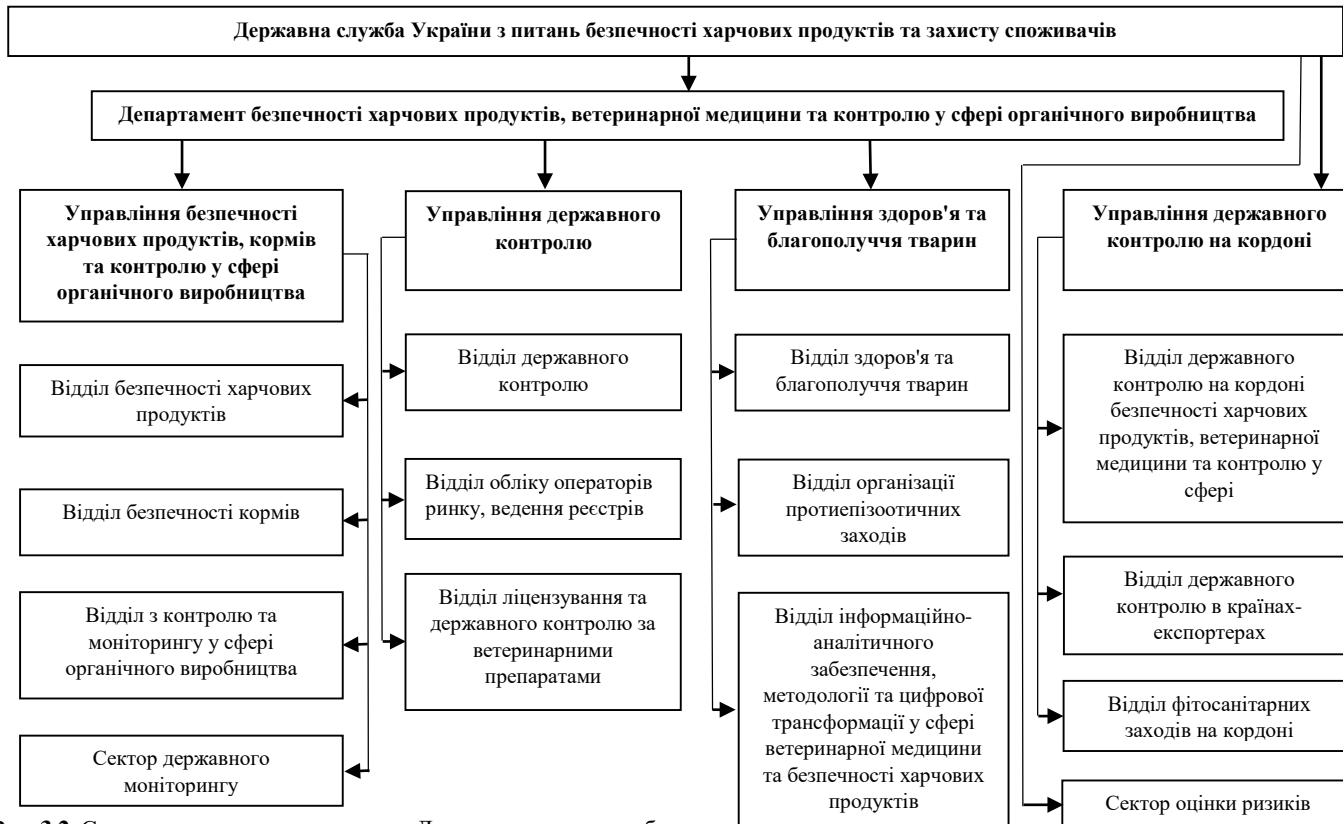 Державна служба України з питань безпечності харчових продуктів та захисту споживачів
Департамент безпечності харчових продуктів, ветеринарної медицини та контролю у сфері органічного виробництва
Управління безпечності
харчових продуктів, кормів
та контролю у сфері
органічного виробництва
Відділ безпечності харчових
продуктів
Відділ безпечності кормів
Відділ з контролю та
моніторингу у сфері
органічного виробництва
Сектор державного
моніторингу
Управління державного
контролю
Відділ державного
контролю
Відділ обліку операторів
ринку, ведення реєстрів
Відділ ліцензування та
державного контролю за
ветеринарними
препаратами
Управління здоров'я та
благополуччя тварин
Відділ здоров'я та
благополуччя тварин
Відділ організації
протиепізоотичних
заходів
Відділ інформаційно-
аналітичного
забезпечення,
методології та цифрової
трансформації у сфері
ветеринарної медицини
та безпечності харчових
продуктів
Управління державного
контролю на кордоні
Відділ державного
контролю на кордоні
безпечності харчових
продуктів, ветеринарної
медицини та контролю у
сфері
Відділ державного
контролю в країнах-
експортерах
Відділ фітосанітарних
заходів на кордоні
Сектор оцінки ризиків